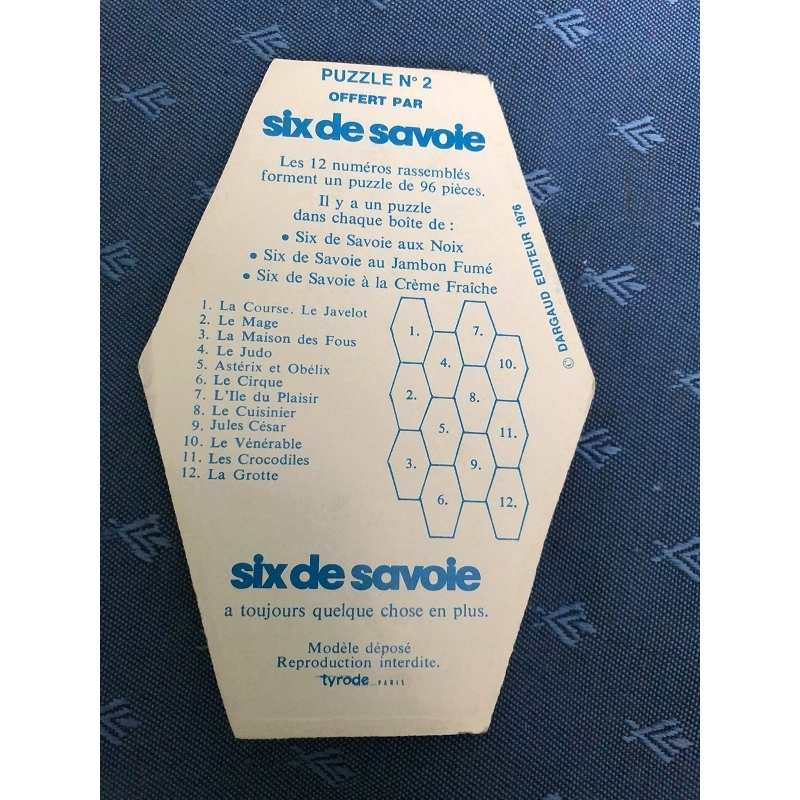 PUZZLE N° 2
OFFERT PAR
six de savoie
Les 12 numéros rassemblés
forment un puzzle de 96 pièces.
Il y a un puzzle
dans chaque boîte de :
• Six de Savoie aux Noix
• Six de Savoie au Jambon Fumé
• Six de Savoie à la Crème Fraîche
© DARGAUD EDITEUR 1976
1. La Course. Le Javelot
2. Le Mage
3. La Maison des Fous
4. Le Judo
5. Astérix et Obélix
6. Le Cirque
7. L'Ile du Plaisir
8. Le Cuisinier
9. Jules César
10. Le Vénérable
11. Les Crocodiles
12. La Grotte
1.
7.
4.
10.
2.
8.
5.
11.
3.
9.
6.
12.
six de savoie
a toujours quelque chose en plus.
Modèle déposé
Reproduction interdite.
tyrode PARIS